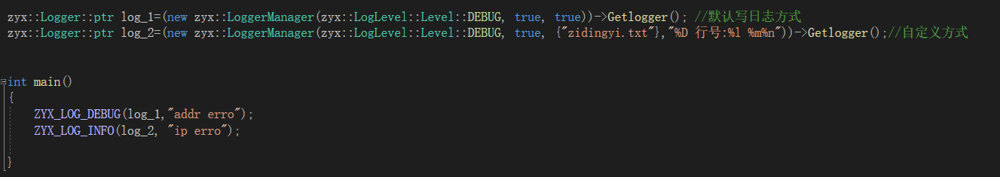 zyx::Logger::ptr log_1=(new zyx::LoggerManager(zyx::LogLevel::Level::DEBUG, true, true))->Getlogger(); //默认写日志方式
zyx::Logger::ptr log_2=(new zyx::LoggerManager(zyx::LogLevel::Level::DEBUG, true, {"zidingyi.txt"},"%D 行号:%l %m%n"))->Getlogger();//自定义方式
int main()
{
ZYX_LOG_DEBUG(log_1,"addr erro");
ZYX_LOG_INFO(log_2, "ip erro");
}